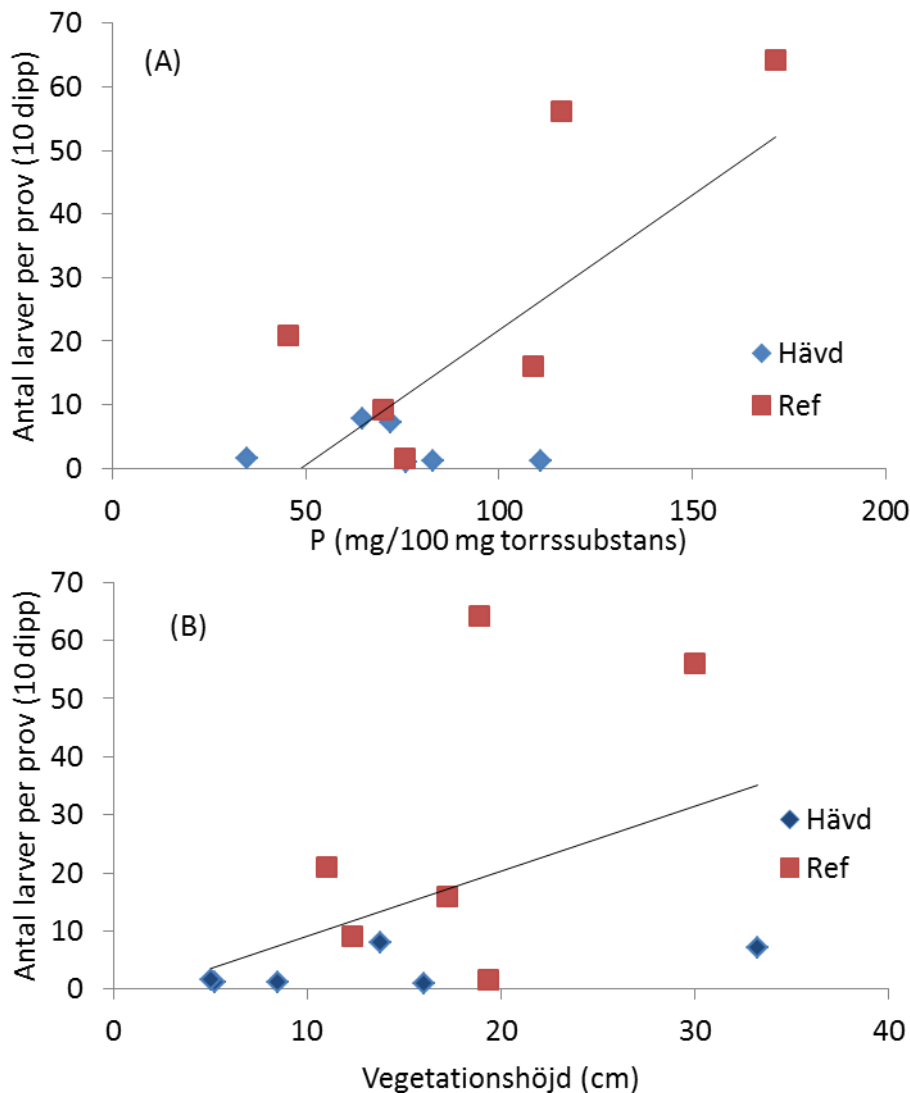 70
60
50
40
30
20
10
0
Antal larver per prov (10 dipp)
(A)
Hävd
Ref
0 50 100 150 200
P (mg/100 mg torrssubstans)
70
60
50
40
30
20
10
0
Antal larver per prov (10 dipp)
(B)
Hävd
Ref
0 10 20 30 40
Vegetationshöjd (cm)